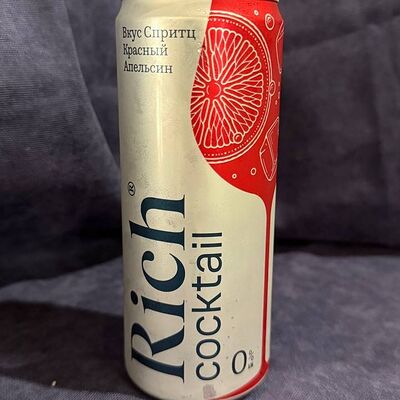 Вкус Спритц
Красный
Апельсин
Rich®
cocktail
0%